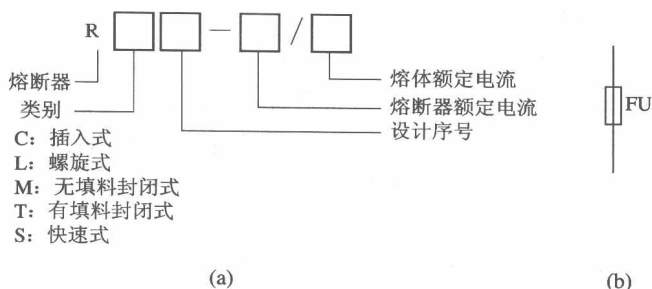 R — /
熔断器
类别
C：插入式
L：螺旋式
M：无填料封闭式
T：有填料封闭式
S：快速式
熔体额定电流
熔断器额定电流
设计序号
FU
(a)
(b)